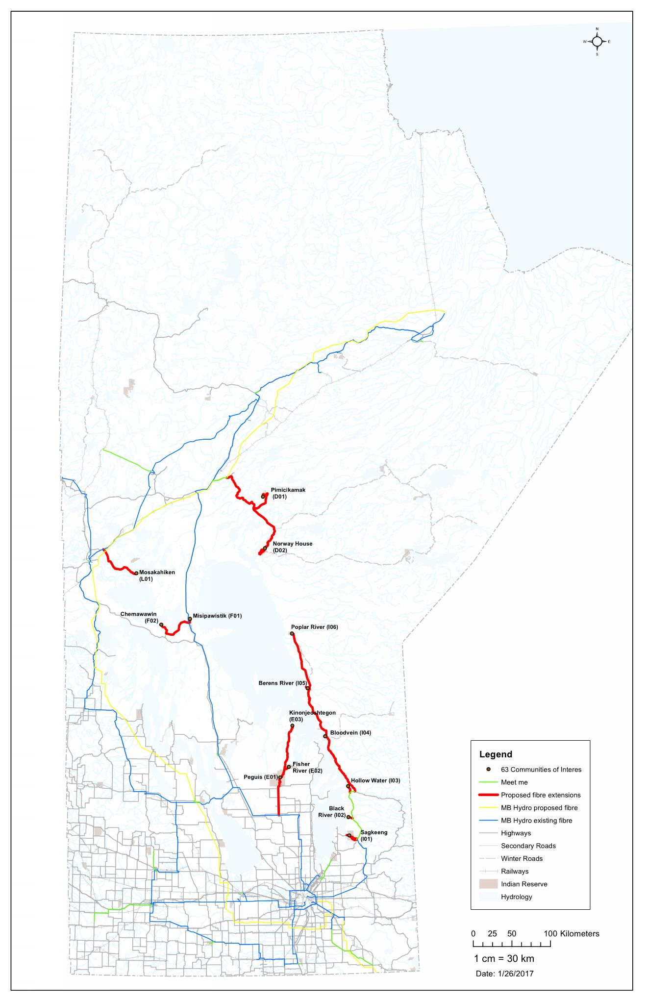 N
W
E
S
Pimicikamak
(D01)
Norway House
(D02)
Mosakahiken
(L01)
Chemawawin
(F02)
Misipawistik (F01)
Poplar River (I06)
Berens River (I05)
Kinonjeoshtegon
(E03)
Bloodvein (I04)
Fisher
River (E02)
Peguis (E01)
Hollow Water (I03)
Black
River (I02)
Sagkeeng
(I01)
Legend
63 Communities of Interes
Meet me
Proposed fibre extensions
MB Hydro proposed fibre
MB Hydro existing fibre
Highways
Secondary Roads
Winter Roads
Railways
Indian Reserve
Hydrology
0 25 50 100 Kilometers
1 cm = 30 km
Date: 1/26/2017